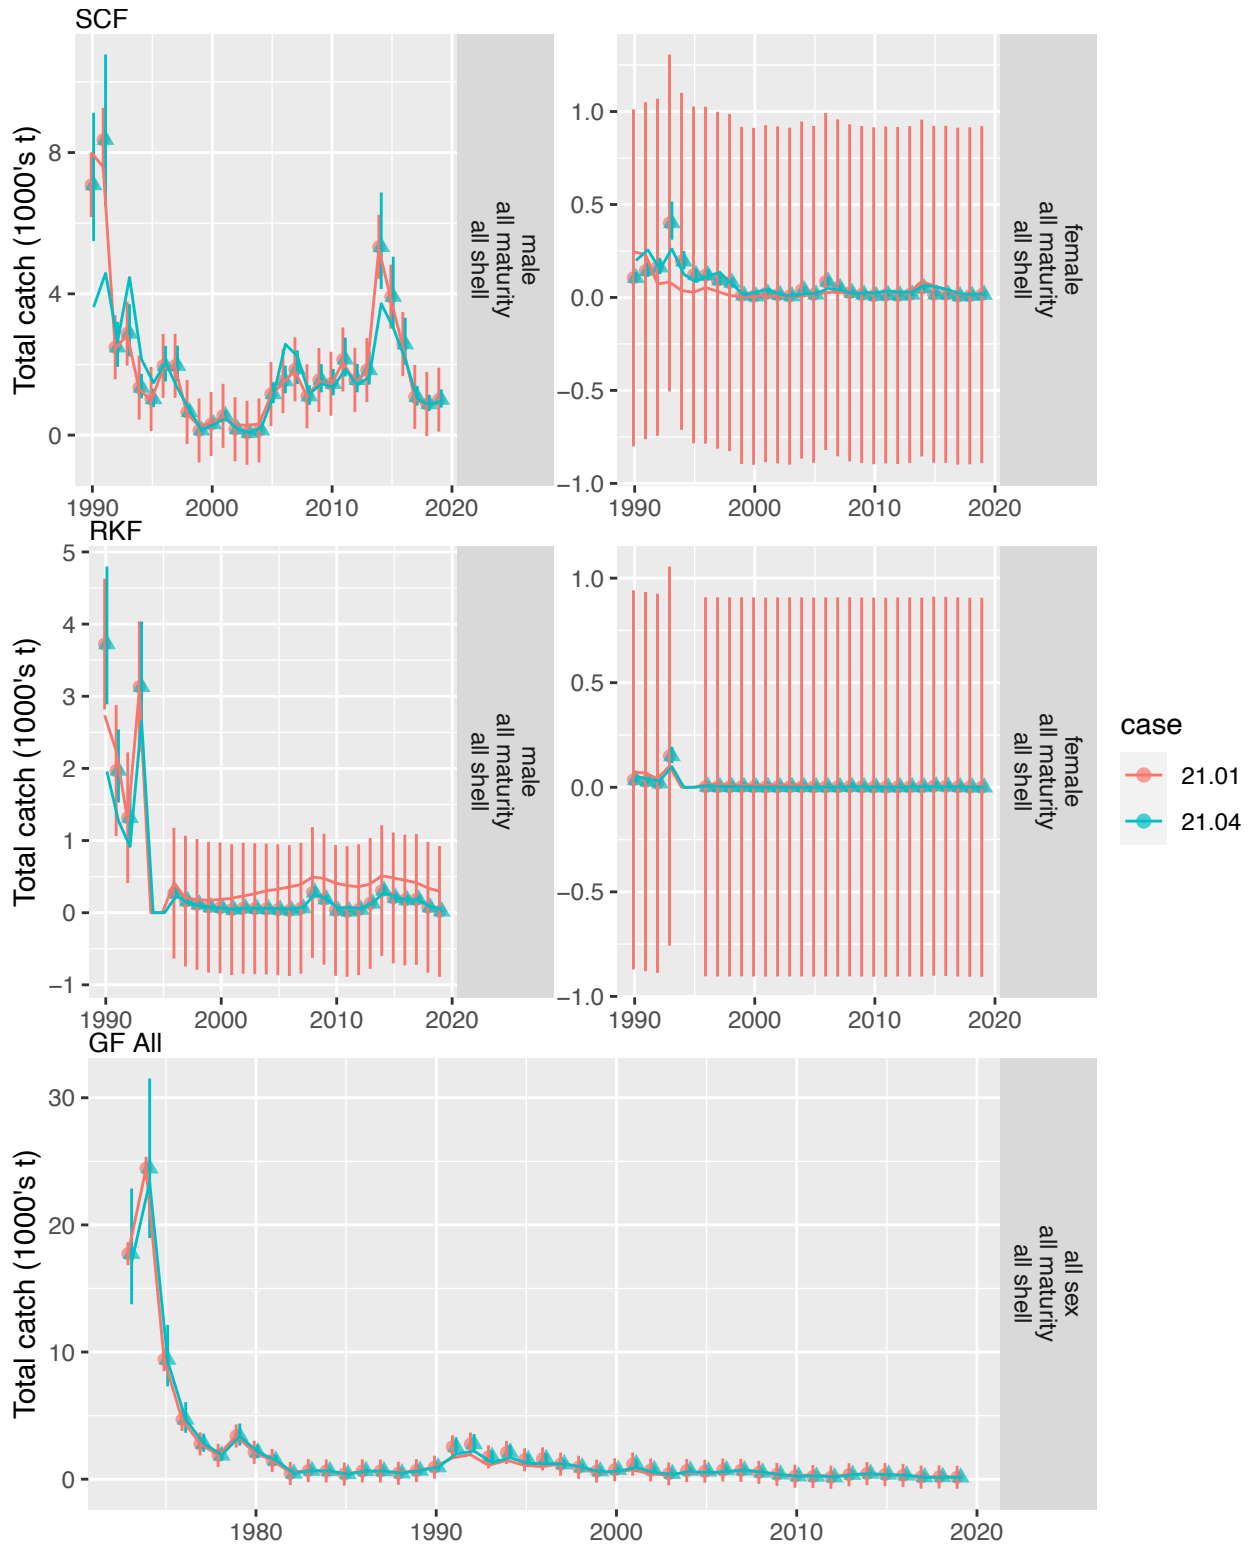 SCF
Total catch (1000's t)
8
4
0
1990
2000
2010
2020
male
all maturity
all shell
1.0
0.5
0.0
−0.5
−1.0
1990
2000
2010
2020
female
all maturity
all shell
RKF
Total catch (1000's t)
5
4
3
2
1
0
−1
1990
2000
2010
2020
male
all maturity
all shell
1.0
0.5
0.0
−0.5
−1.0
1990
2000
2010
2020
female
all maturity
all shell
case
21.01
21.04
GF All
Total catch (1000's t)
30
20
10
0
1980
1990
2000
2010
2020
all sex
all maturity
all shell